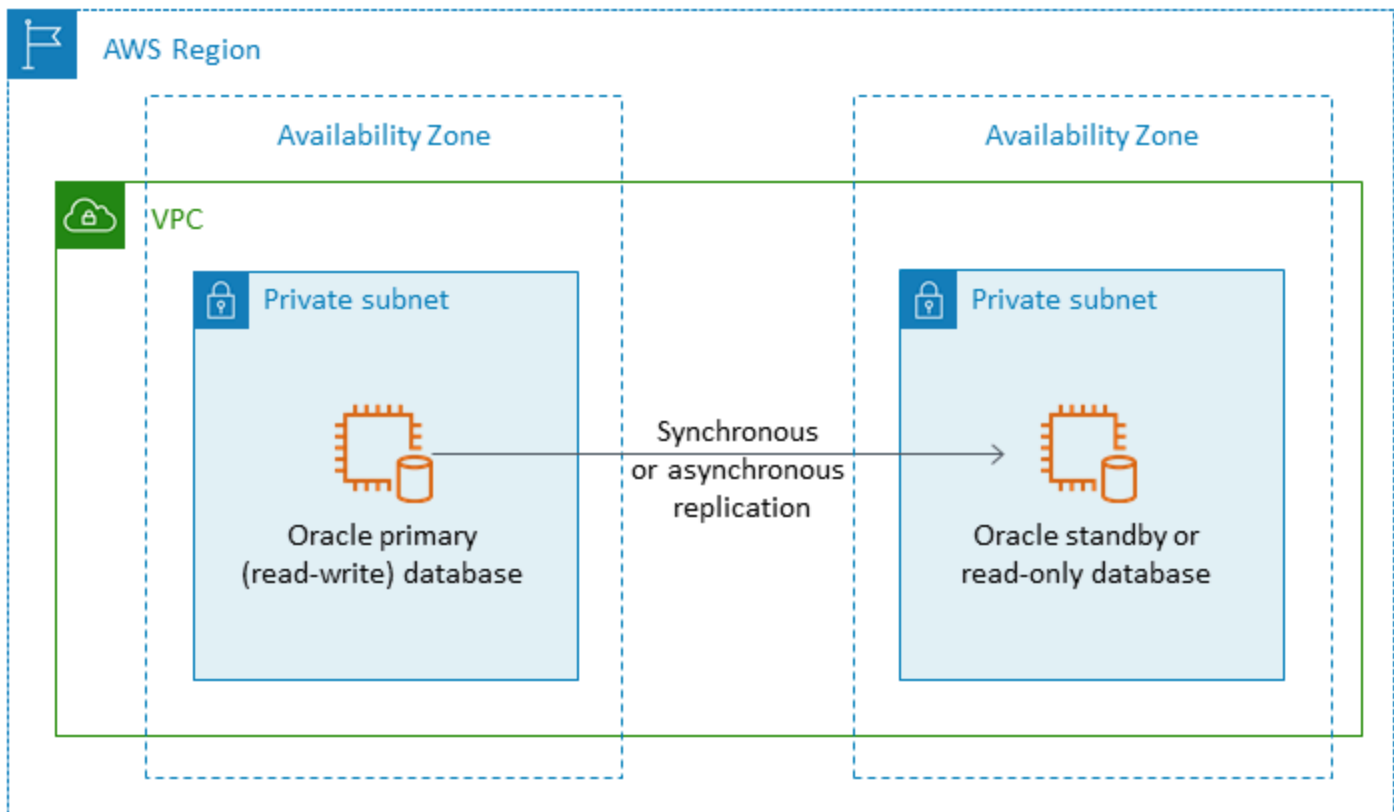 AWS Region
Availability Zone
Availability Zone
VPC
Private subnet
Private subnet
Synchronous
or asynchronous
replication
Oracle primary
(read-write) database
Oracle standby or
read-only database